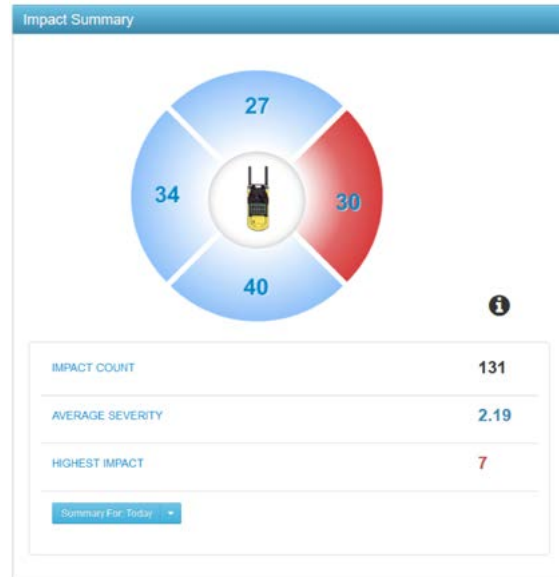 Impact Summary
27
34
30
40
IMPACT COUNT 131
AVERAGE SEVERITY 2.19
HIGHEST IMPACT 7
Summary For: Today